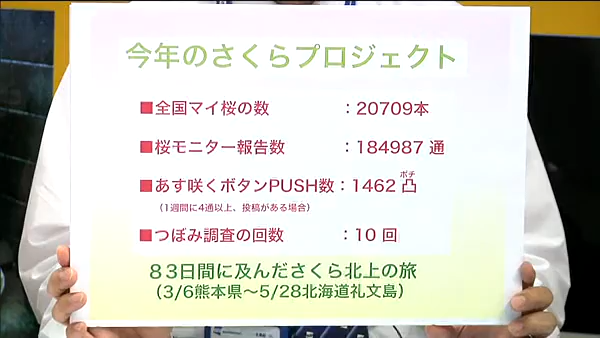 今年のさくらプロジェクト
■全国マイ桜の数 ：20709本
■桜モニター報告数 ：184987 通
ポチ
■あす咲くボタンPUSH数：1462 凸
（1週間に4通以上、投稿がある場合）
■つぼみ調査の回数 ：10 回
８３日間に及んださくら北上の旅
（3/6熊本県〜5/28北海道礼文島）